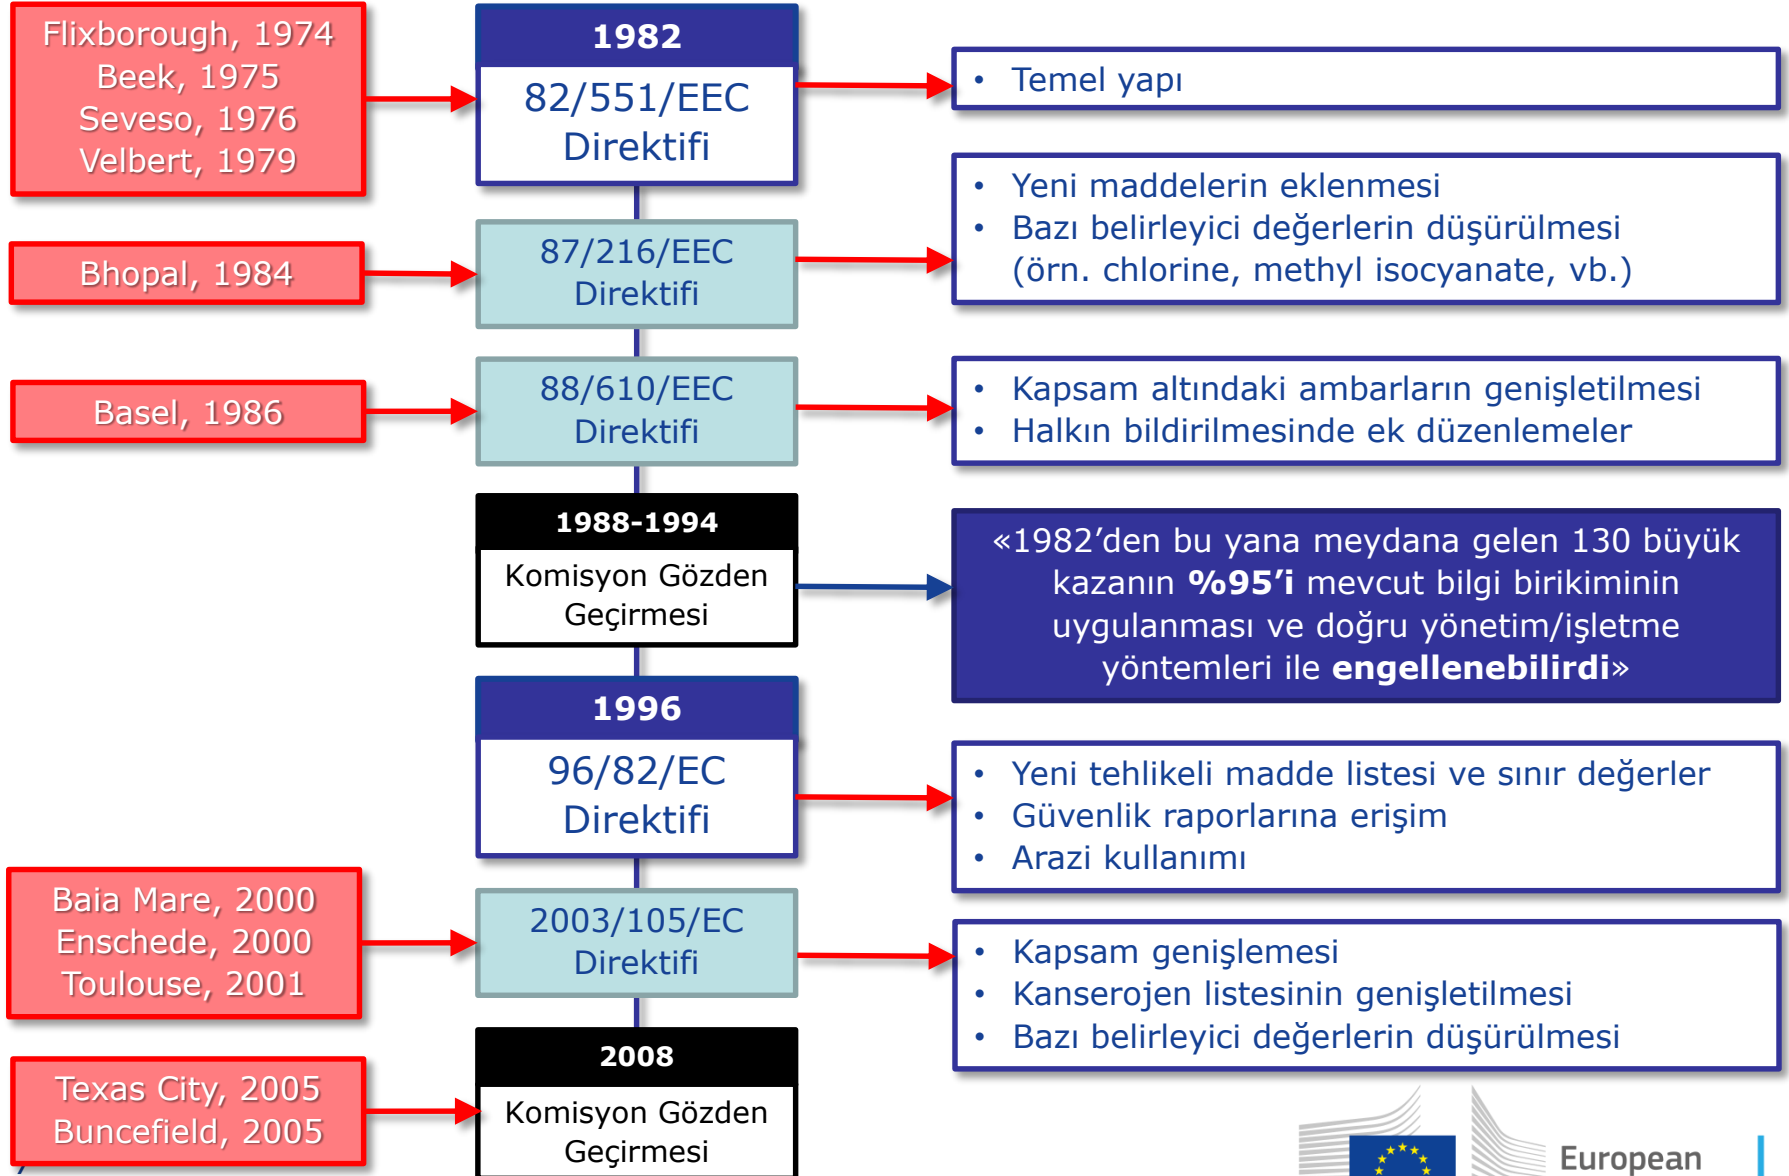 Flixborough, 1974
Beek, 1975
Seveso, 1976
Velbert, 1979
1982
82/551/EEC
Direktifi
• Temel yapı
Bhopal, 1984
87/216/EEC
Direktifi
• Yeni maddelerin eklenmesi
• Bazı belirleyici değerlerin düşürülmesi
(örn. chlorine, methyl isocyanate, vb.)
Basel, 1986
88/610/EEC
Direktifi
• Kapsam altındaki ambarların genişletilmesi
• Halkın bildirilmesinde ek düzenlemeler
1988-1994
Komisyon Gözden
Geçirmesi
«1982’den bu yana meydana gelen 130 büyük
kazanın %95’i mevcut bilgi birikiminin
uygulanması ve doğru yönetim/işletme
yöntemleri ile engellenebilirdi»
1996
96/82/EC
Direktifi
• Yeni tehlikeli madde listesi ve sınır değerler
• Güvenlik raporlarına erişim
• Arazi kullanımı
Baia Mare, 2000
Enschede, 2000
Toulouse, 2001
2003/105/EC
Direktifi
• Kapsam genişlemesi
• Kanserojen listesinin genişletilmesi
• Bazı belirleyici değerlerin düşürülmesi
Texas City, 2005
Buncefield, 2005
2008
Komisyon Gözden
Geçirmesi
European